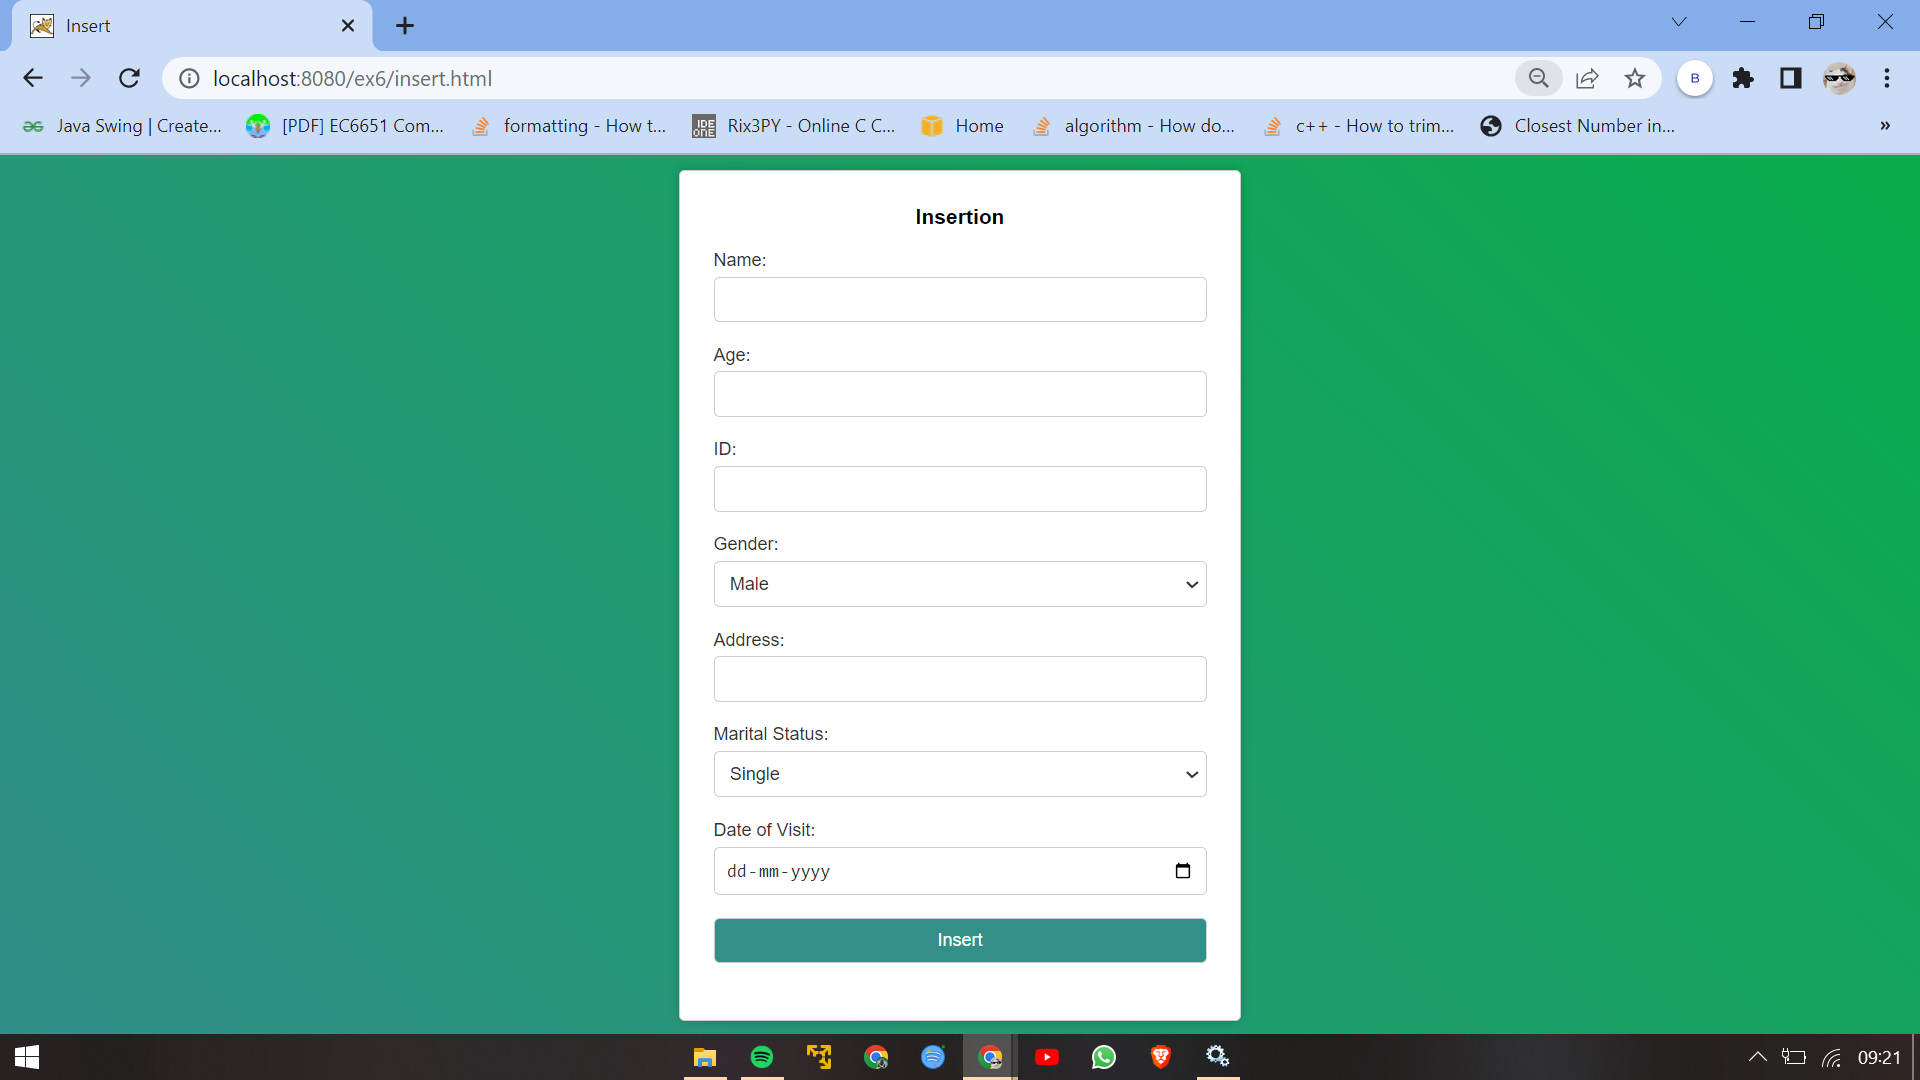 Insert
localhost:8080/ex6/insert.html
B
Java Swing | Create...
[PDF] EC6651 Com...
formatting - How t...
IDE ONE
Rix3PY - Online C C...
Home
algorithm - How do...
c++ - How to trim...
Closest Number in...
»
Insertion
Name:
Age:
ID:
Gender:
Male
Address:
Marital Status:
Single
Date of Visit:
dd-mm-yyyy
Insert
09:21